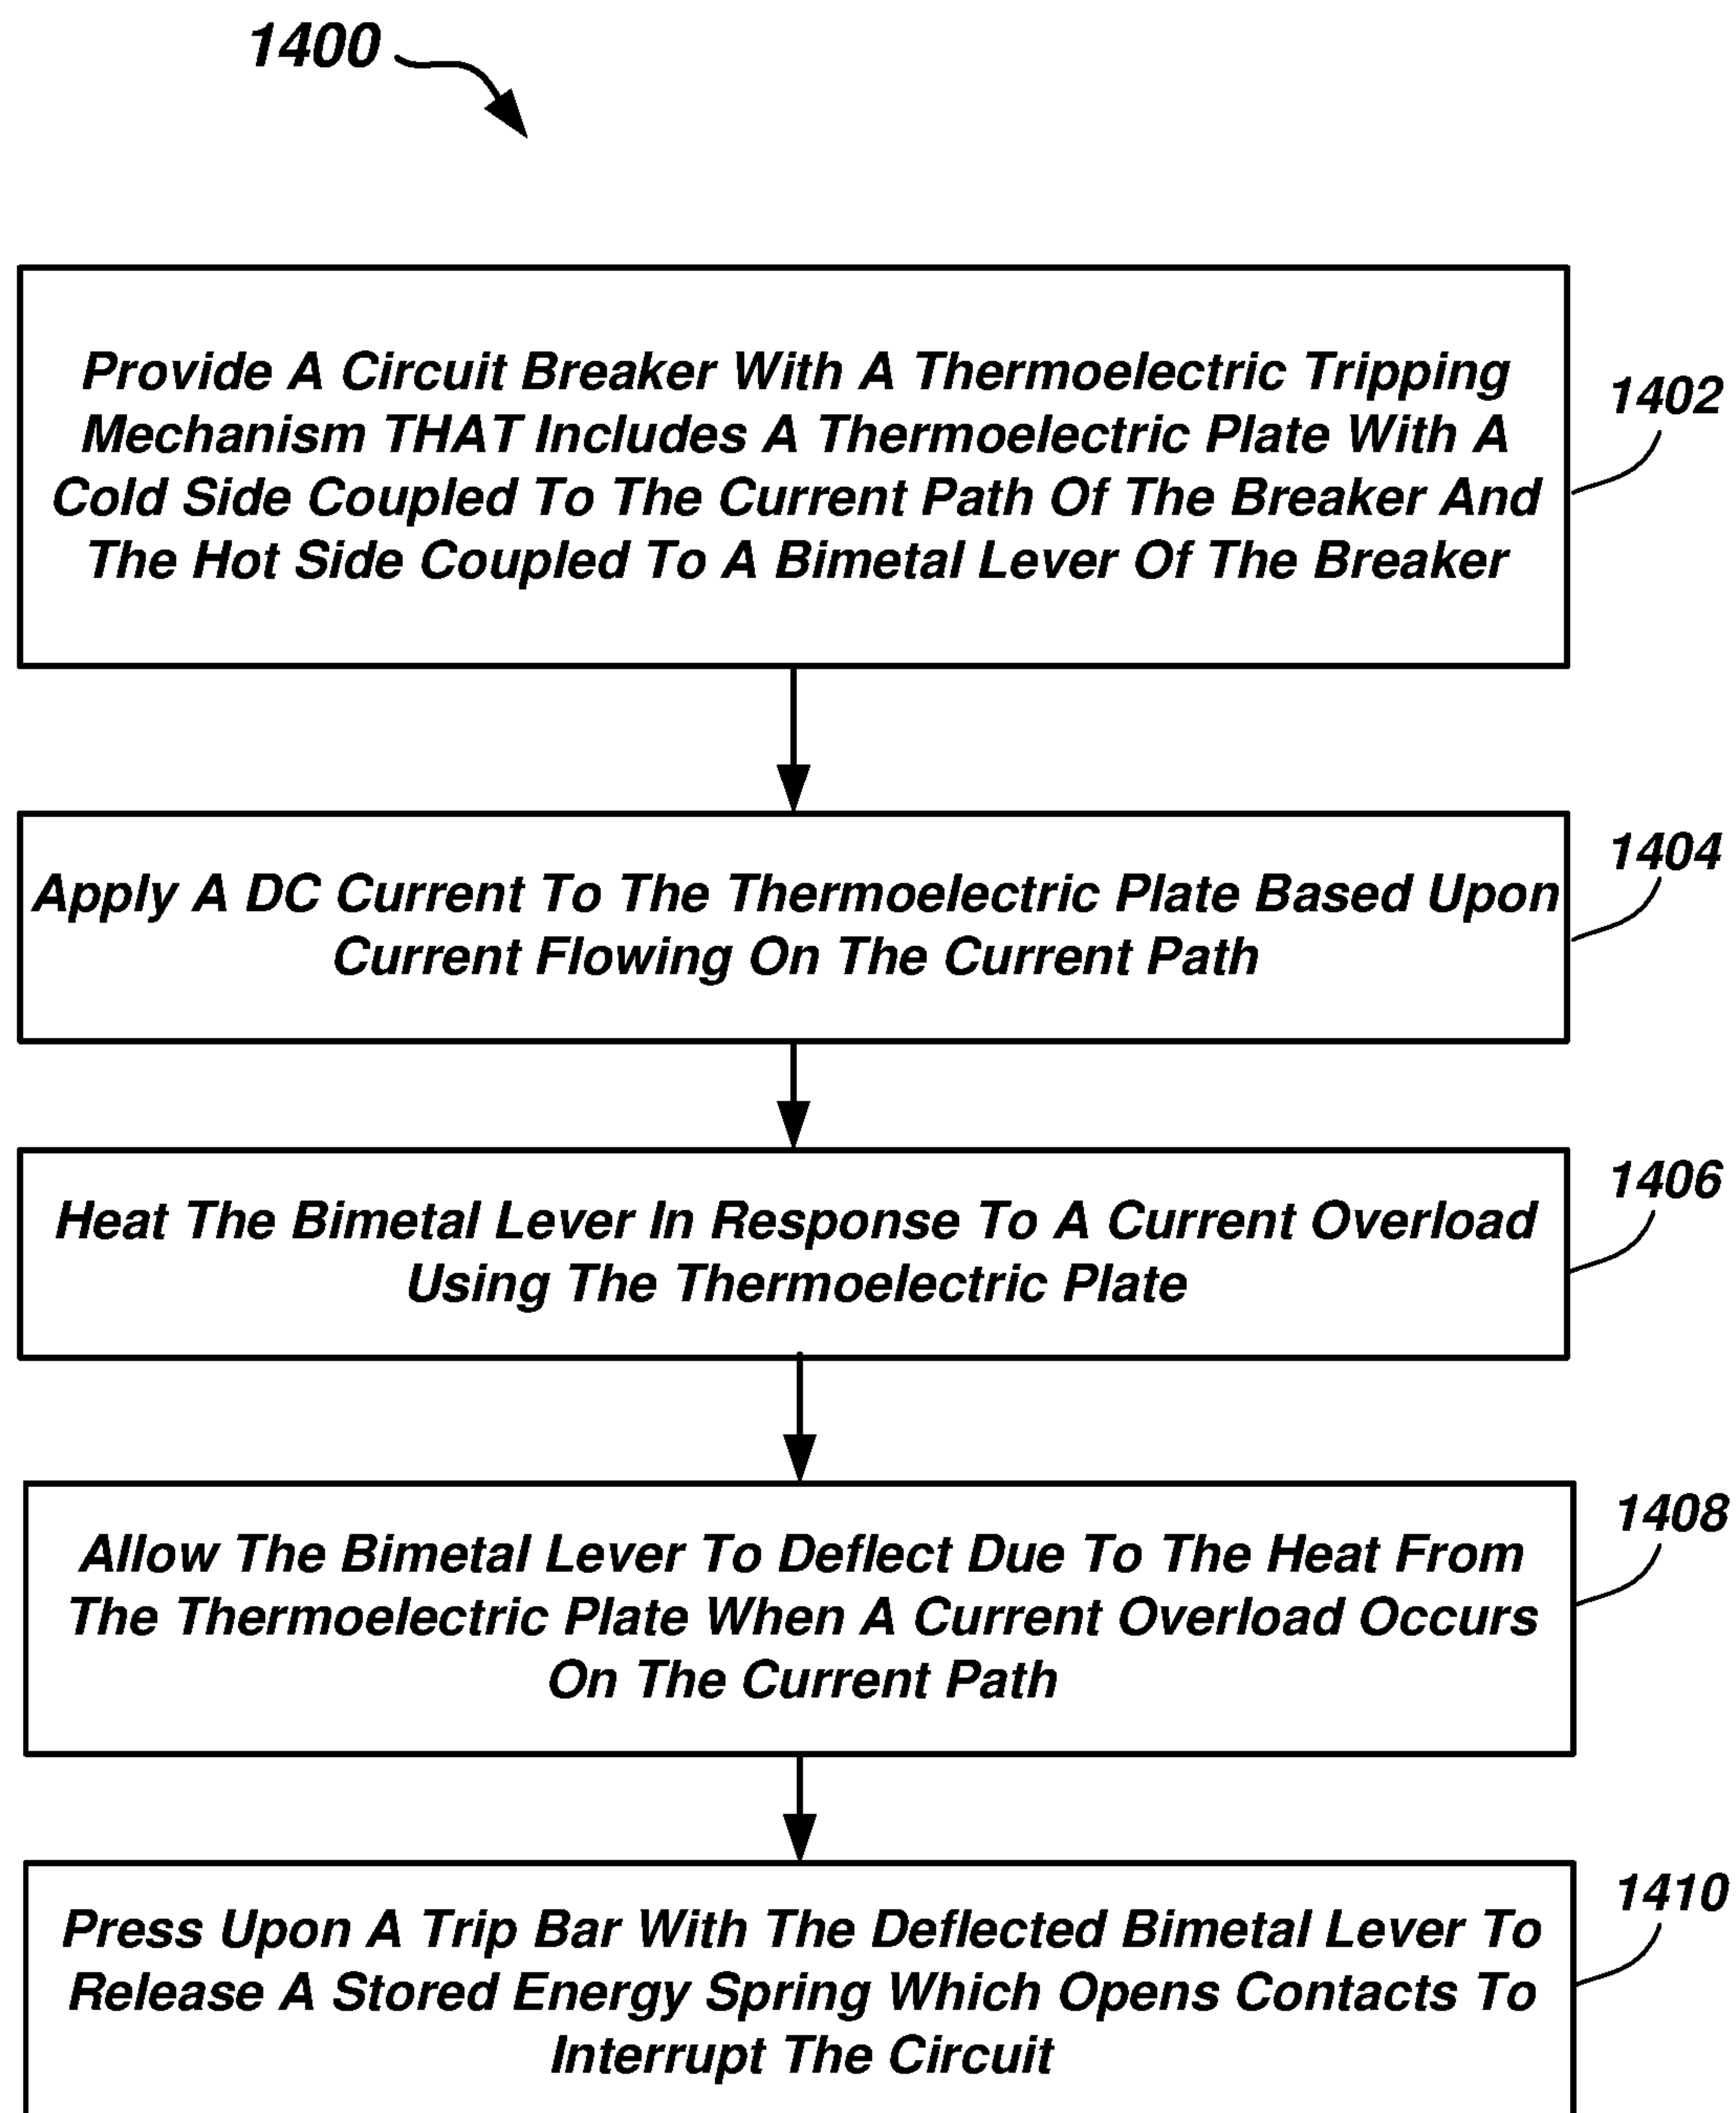 1400
Provide A Circuit Breaker With A Thermoelectric Tripping
Mechanism THAT Includes A Thermoelectric Plate With A
Cold Side Coupled To The Current Path Of The Breaker And
The Hot Side Coupled To A Bimetal Lever Of The Breaker
1402
Apply A DC Current To The Thermoelectric Plate Based Upon
Current Flowing On The Current Path
1404
Heat The Bimetal Lever In Response To A Current Overload
Using The Thermoelectric Plate
1406
Allow The Bimetal Lever To Deflect Due To The Heat From
The Thermoelectric Plate When A Current Overload Occurs
On The Current Path
1408
Press Upon A Trip Bar With The Deflected Bimetal Lever To
Release A Stored Energy Spring Which Opens Contacts To
Interrupt The Circuit
1410